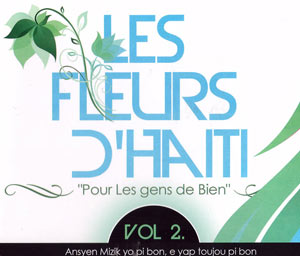 LES
FLEURS
D'HAITI
"Pour Les gens de Bien"
VOL 2.
Ansyen Mizik yo pi bon, e yap toujou pi bon